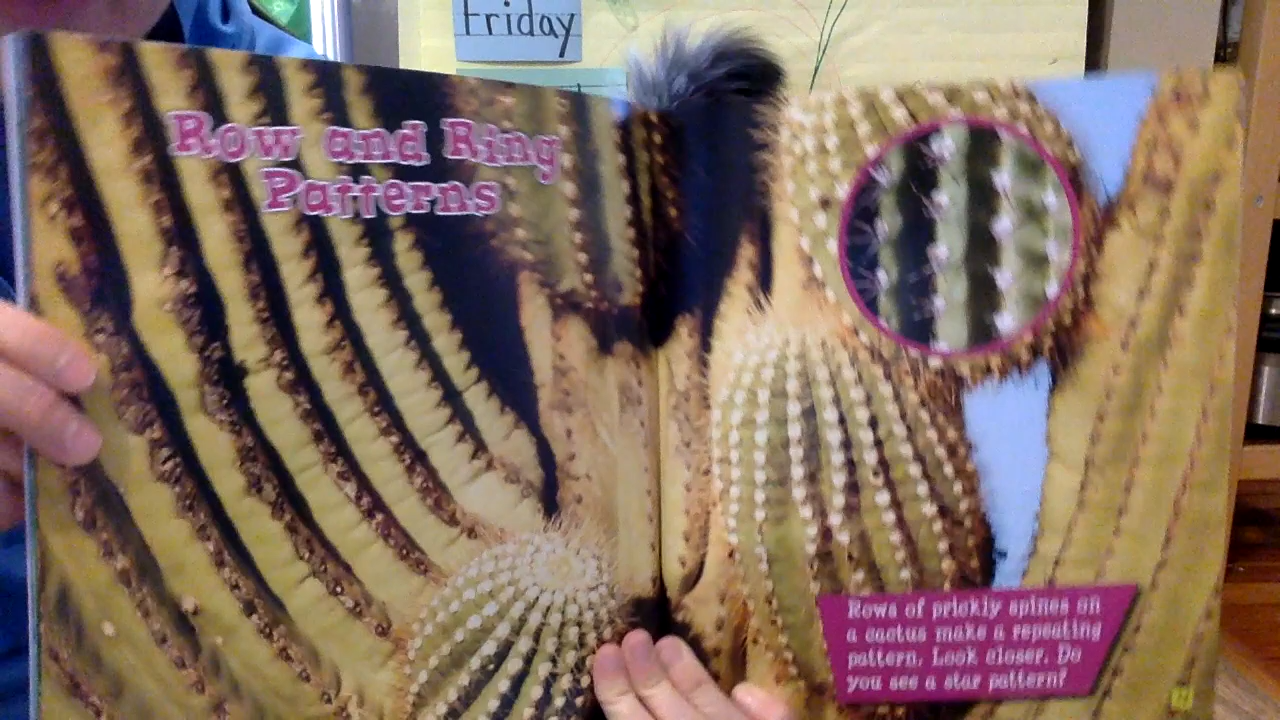 Friday
Row and Ring
Patterns
Rows of prickly spines on
a cactus make a repeating
pattern. Look closer. Do
you see a star pattern?